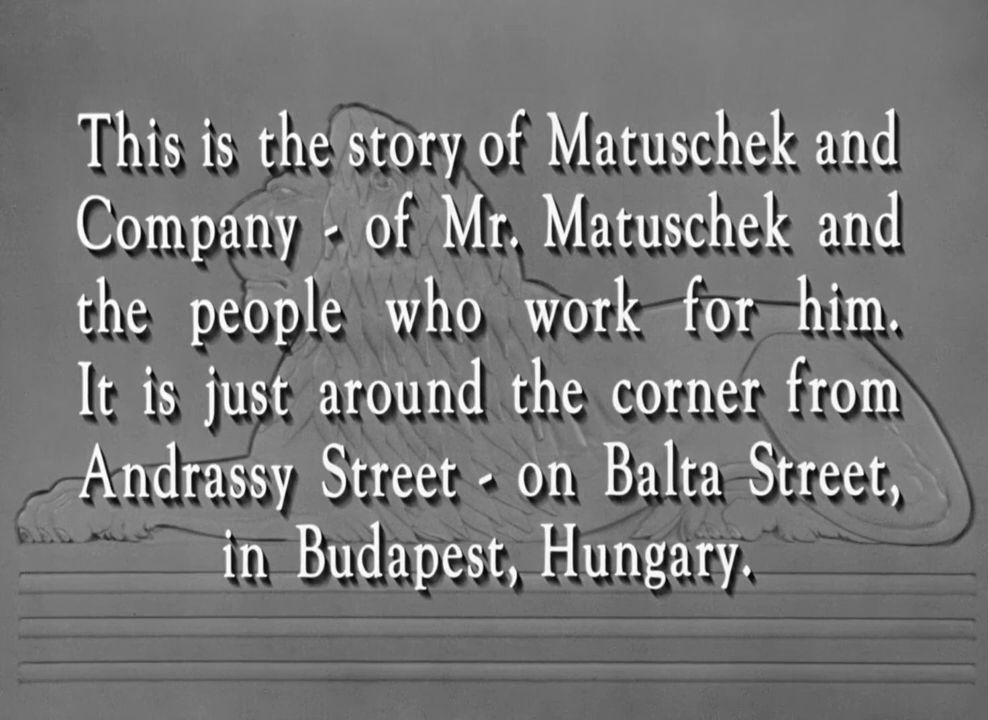 This is the story of Matuschek and
Company - of Mr. Matuschek and
the people who work for him.
It is just around the corner from
Andrassy Street - on Balta Street,
in Budapest, Hungary.